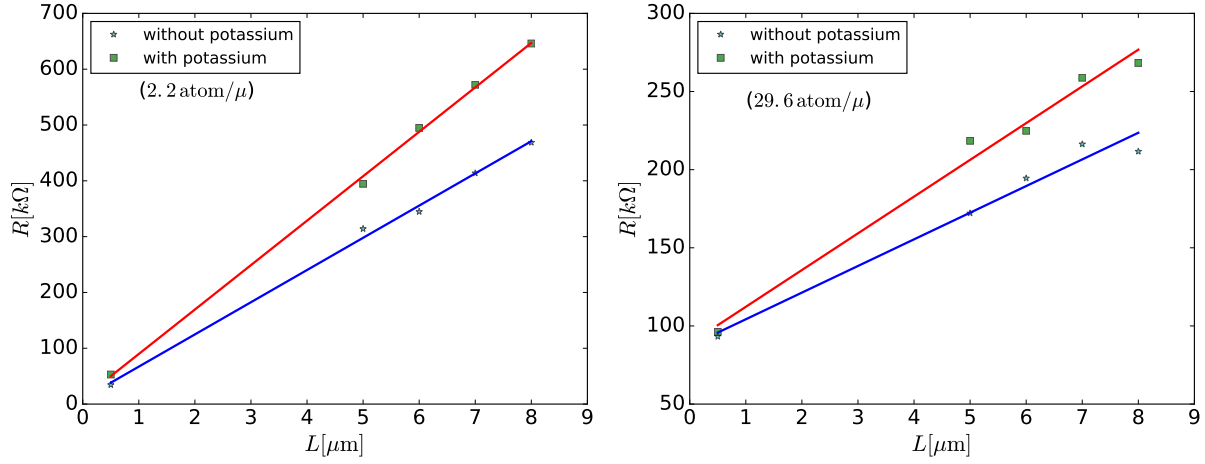 700
600
500
400
300
200
100
0
R[kΩ]
without potassium
with potassium
(2.2 atom/μ)
0 1 2 3 4 5 6 7 8 9
L[μm]
300
250
200
150
100
50
R[kΩ]
without potassium
with potassium
(29.6 atom/μ)
0 1 2 3 4 5 6 7 8 9
L[μm]